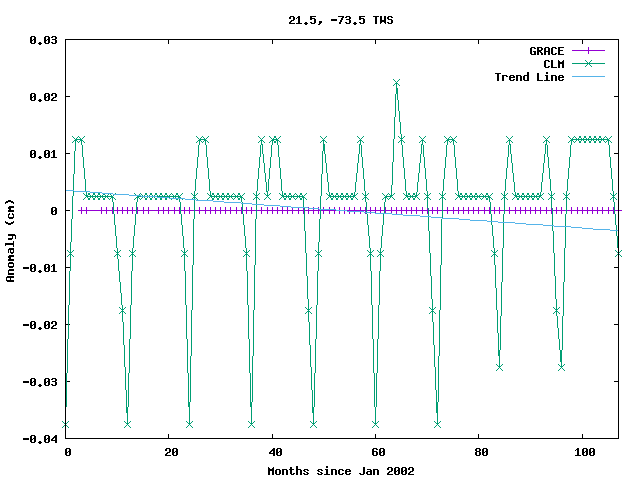 21.5, -73.5 TWS
GRACE
CLM
Trend Line
0.03
0.02
0.01
0
-0.01
-0.02
-0.03
-0.04
Anomaly (cm)
0 20 40 60 80 100
Months since Jan 2002